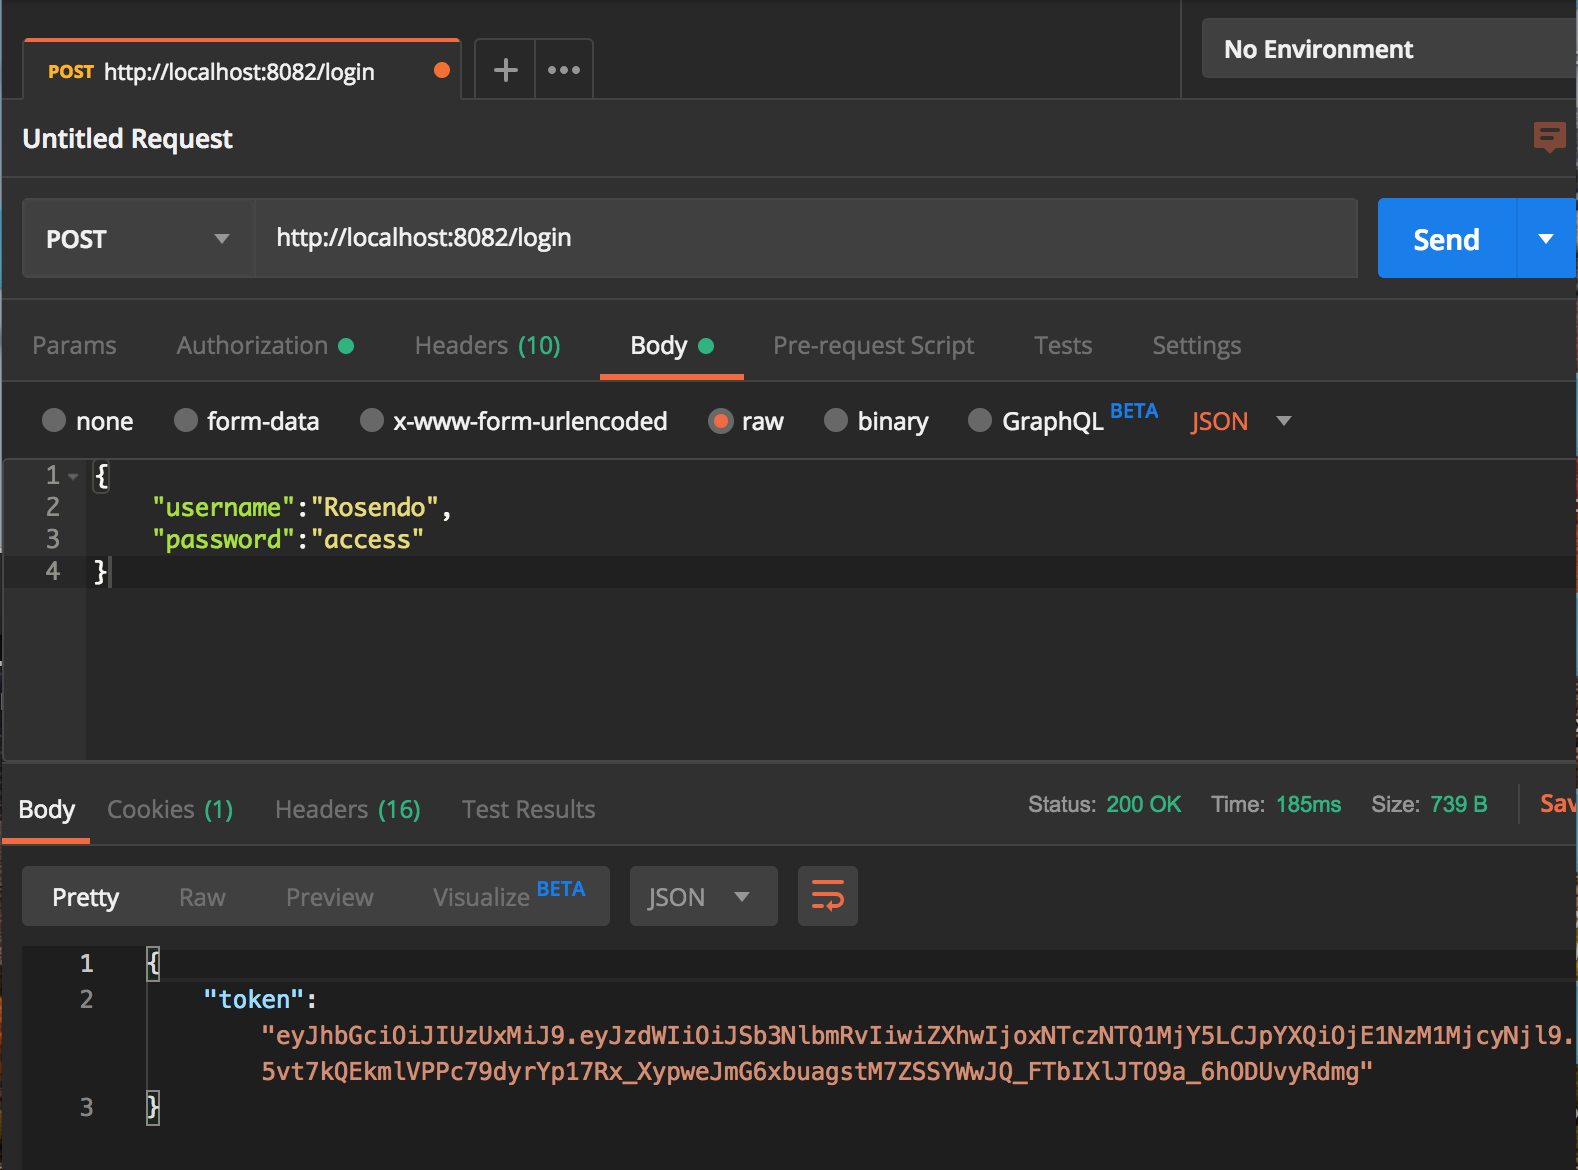 POST http://localhost:8082/login
No Environment
Untitled Request
POST http://localhost:8082/login Send
Params Authorization Headers (10) Body Pre-request Script Tests Settings
none form-data x-www-form-urlencoded raw binary GraphQL BETA JSON
1 {
2 "username":"Rosendo",
3 "password":"access"
4 }
Body Cookies (1) Headers (16) Test Results Status: 200 OK Time: 185ms Size: 739 B Sav
Pretty Raw Preview Visualize BETA JSON
1 {
2 "token":
"eyJhbGciOiJIUzUxMiJ9.eyJzdWIiOiJSb3NlbmRvIiwiZXhwIjoxNTczNTQ1MjY5LCJpYXQiOjE1NzM1MjcyNjl9.
5vt7kQEkmlVPPc79dyrYp17Rx_XypweJmG6xbuagstM7ZSSYWwJQ_FTbIXlJTO9a_6hODUvyRdmg"
3 }